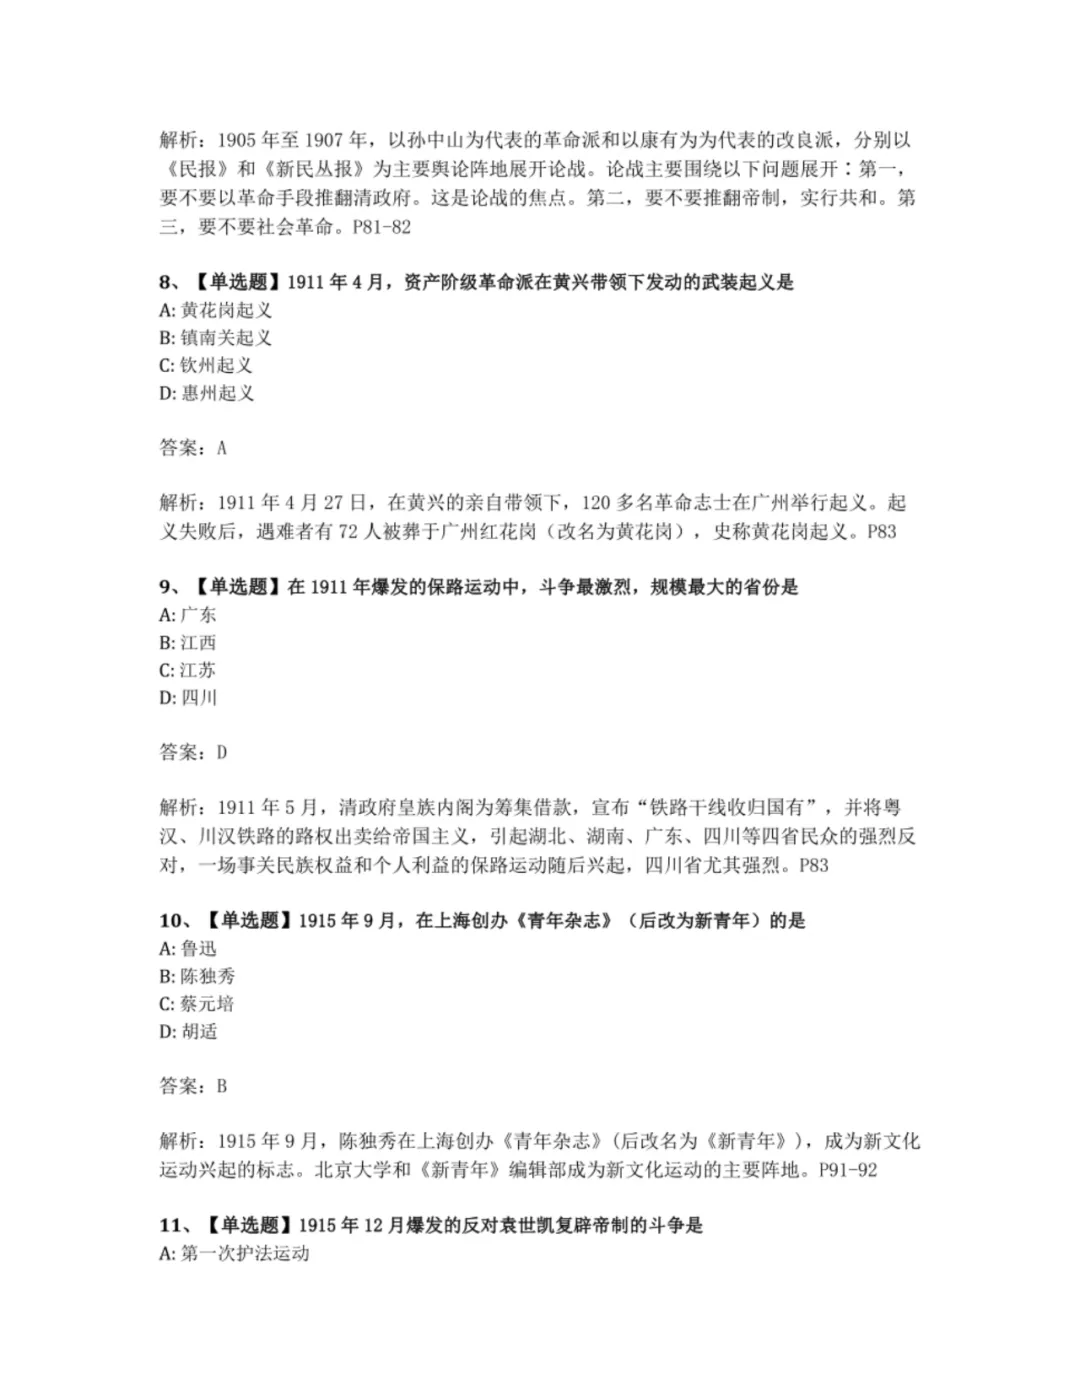 解析：1905 年至 1907 年，以孙中山为代表的革命派和以康有为为代表的改良派，分别以
《民报》和《新民丛报》为主要舆论阵地展开论战。论战主要围绕以下问题展开：第一，
要不要以革命手段推翻清政府。这是论战的焦点。第二，要不要推翻帝制，实行共和。第
三，要不要社会革命。P81-82
8、【单选题】1911 年 4 月，资产阶级革命派在黄兴带领下发动的武装起义是
A: 黄花岗起义
B: 镇南关起义
C: 钦州起义
D: 惠州起义
答案：A
解析：1911 年 4 月 27 日，在黄兴的亲自带领下，120 多名革命志士在广州举行起义。起
义失败后，遇难者有 72 人被葬于广州红花岗（改名为黄花岗），史称黄花岗起义。P83
9、【单选题】在 1911 年爆发的保路运动中，斗争最激烈，规模最大的省份是
A: 广东
B: 江西
C: 江苏
D: 四川
答案：D
解析：1911 年 5 月，清政府皇族内阁为筹集借款，宣布“铁路干线收归国有”，并将粤
汉、川汉铁路的路权出卖给帝国主义，引起湖北、湖南、广东、四川等四省民众的强烈反
对，一场事关民族权益和个人利益的保路运动随后兴起，四川省尤其强烈。P83
10、【单选题】1915 年 9 月，在上海创办《青年杂志》（后改为新青年）的是
A: 鲁迅
B: 陈独秀
C: 蔡元培
D: 胡适
答案：B
解析：1915 年 9 月，陈独秀在上海创办《青年杂志》(后改名为《新青年》)，成为新文化
运动兴起的标志。北京大学和《新青年》编辑部成为新文化运动的主要阵地。P91-92
11、【单选题】1915 年 12 月爆发的反对袁世凯复辟帝制的斗争是
A: 第一次护法运动